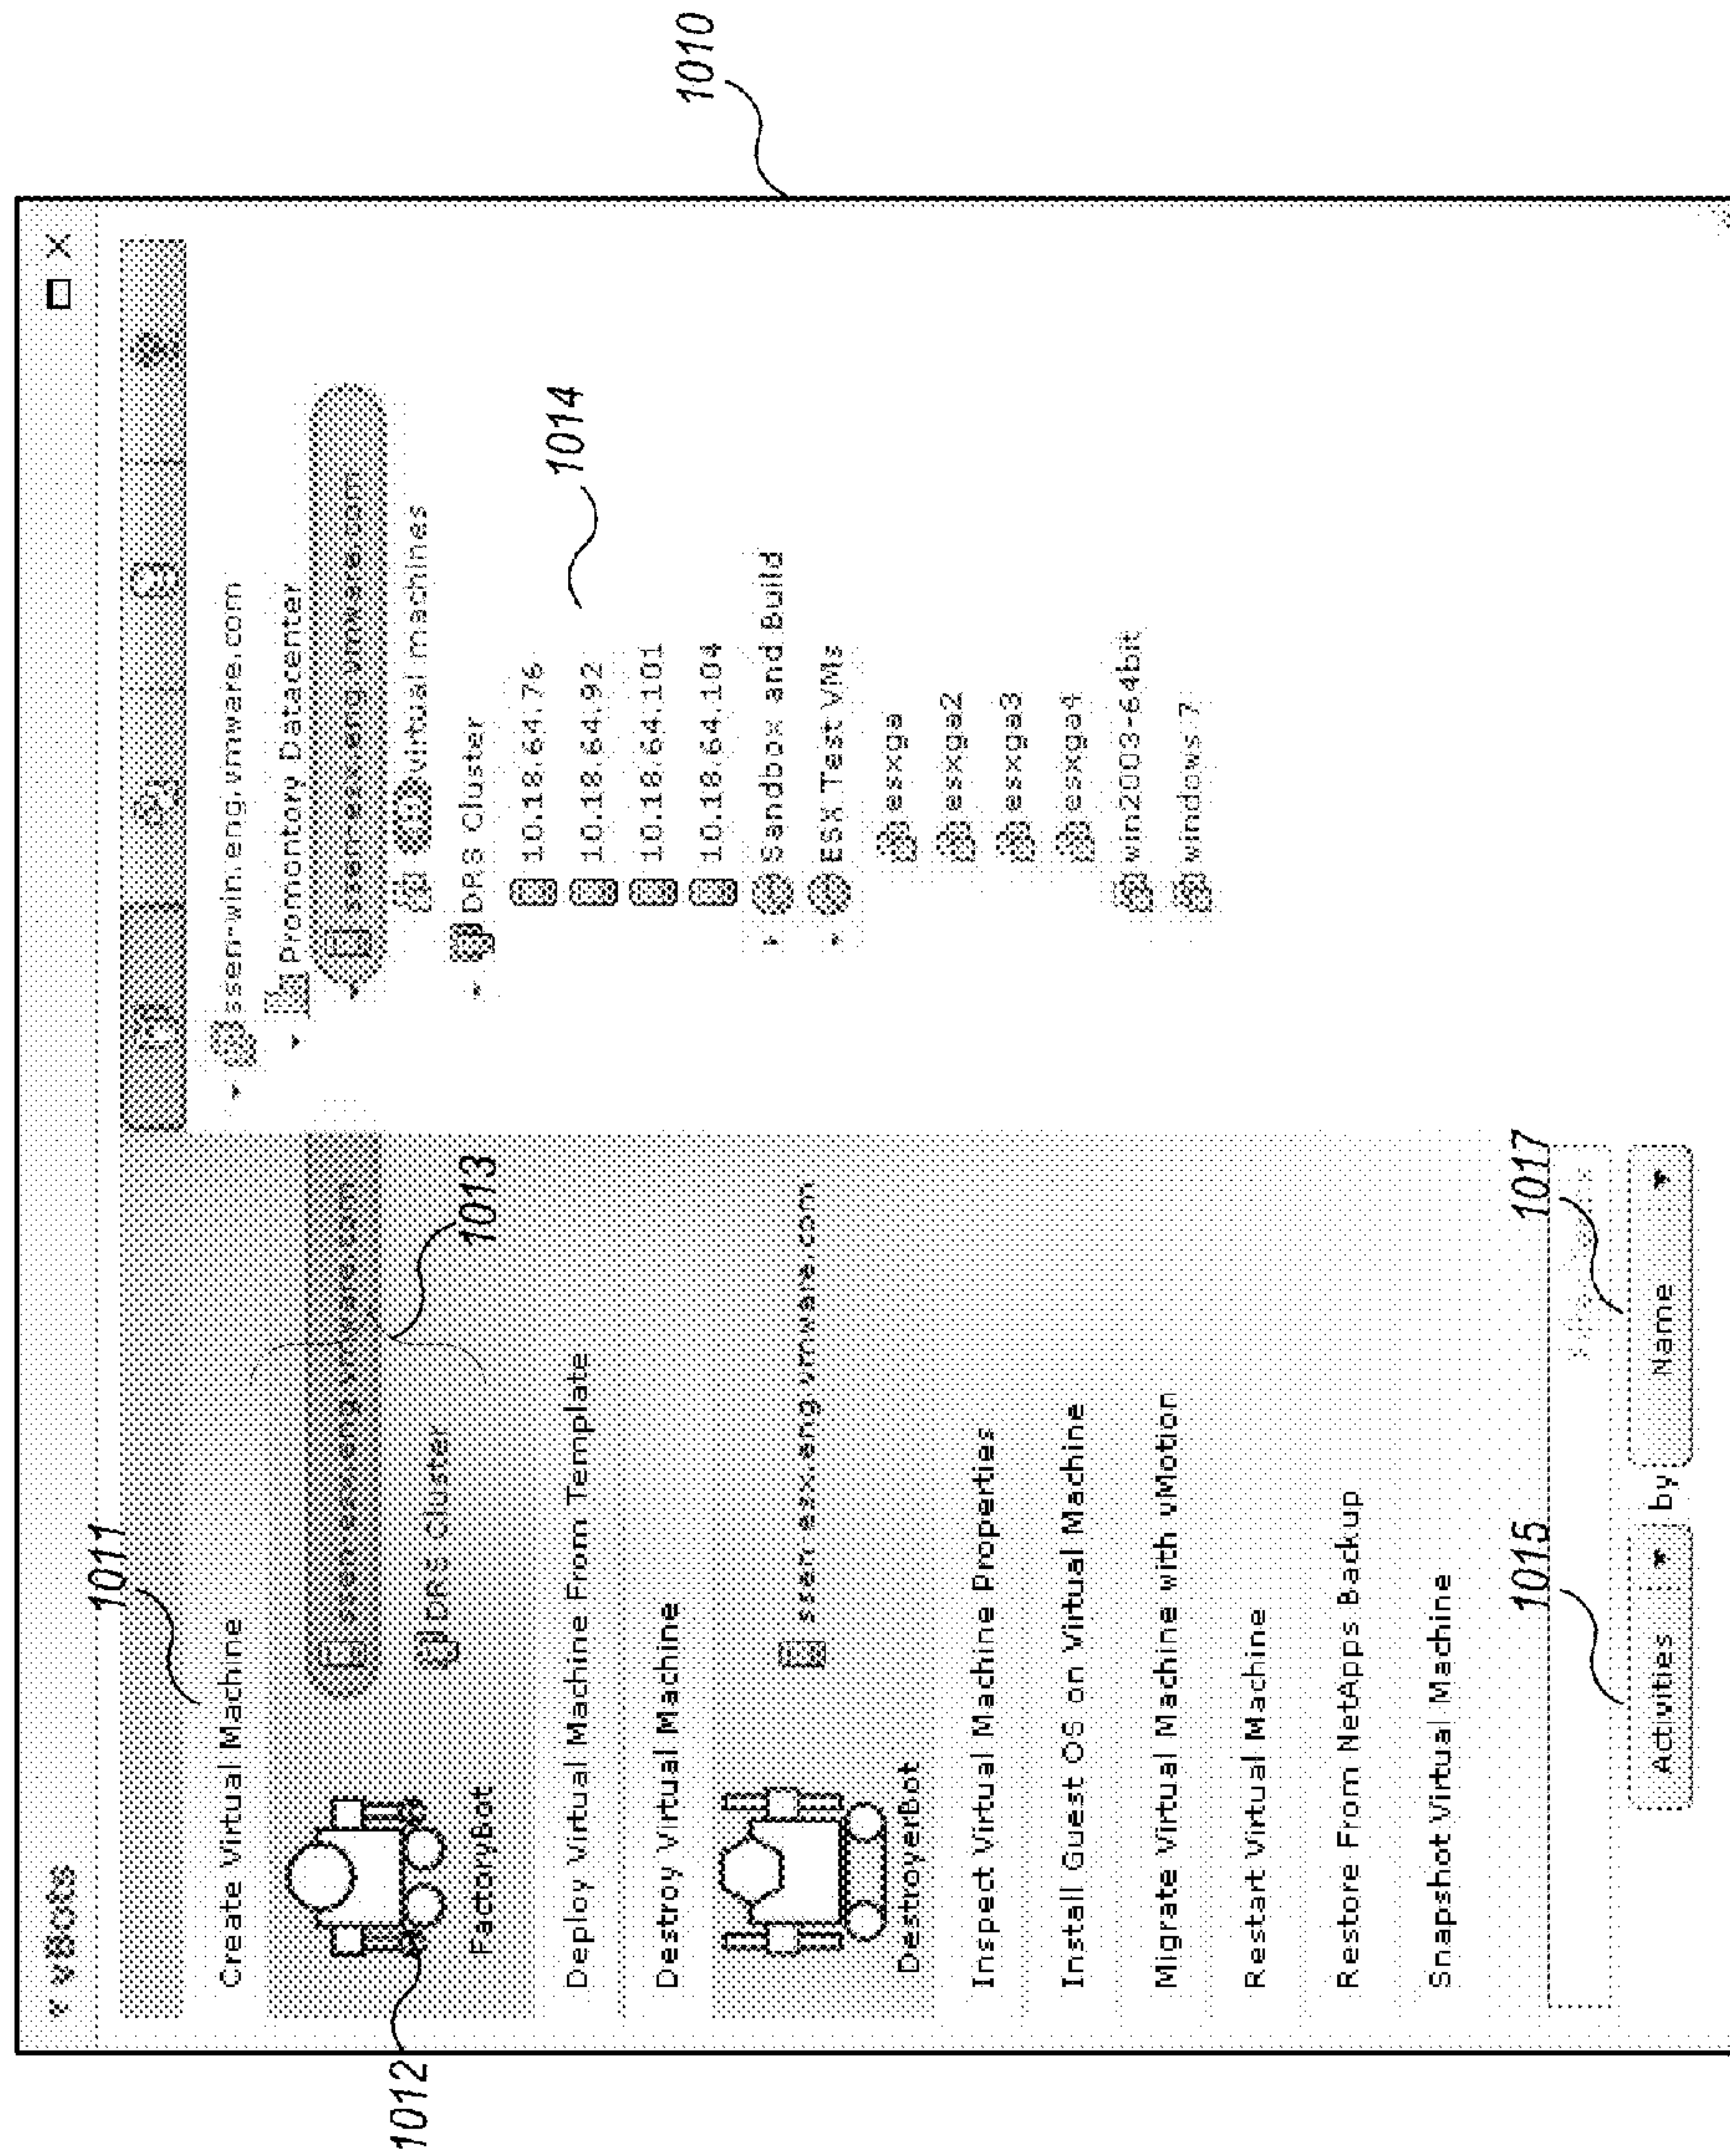 1010
vBots
1011
Create Virtual Machine
ssen-esx.eng.vmware.com
1013
DRS Cluster
1012
FactoryBot
Deploy Virtual Machine From Template
Destroy Virtual Machine
ssen-esx.eng.vmware.com
DestroyerBot
Inspect Virtual Machine Properties
Install Guest OS on Virtual Machine
Migrate Virtual Machine with vMotion
Restart Virtual Machine
Restore From NetApps Backup
Snapshot Virtual Machine
1015
1017
Activities by Name
ssen-win.eng.vmware.com
Promontory Datacenter
ssen-esx.eng.vmware.com
virtual machines
DRS Cluster
10.18.64.76
1014
10.18.64.92
10.18.64.101
10.18.64.104
Sandbox and Build
ESX Test VMs
esxga
esxga2
esxga3
esxga4
win2003-64bit
windows 7